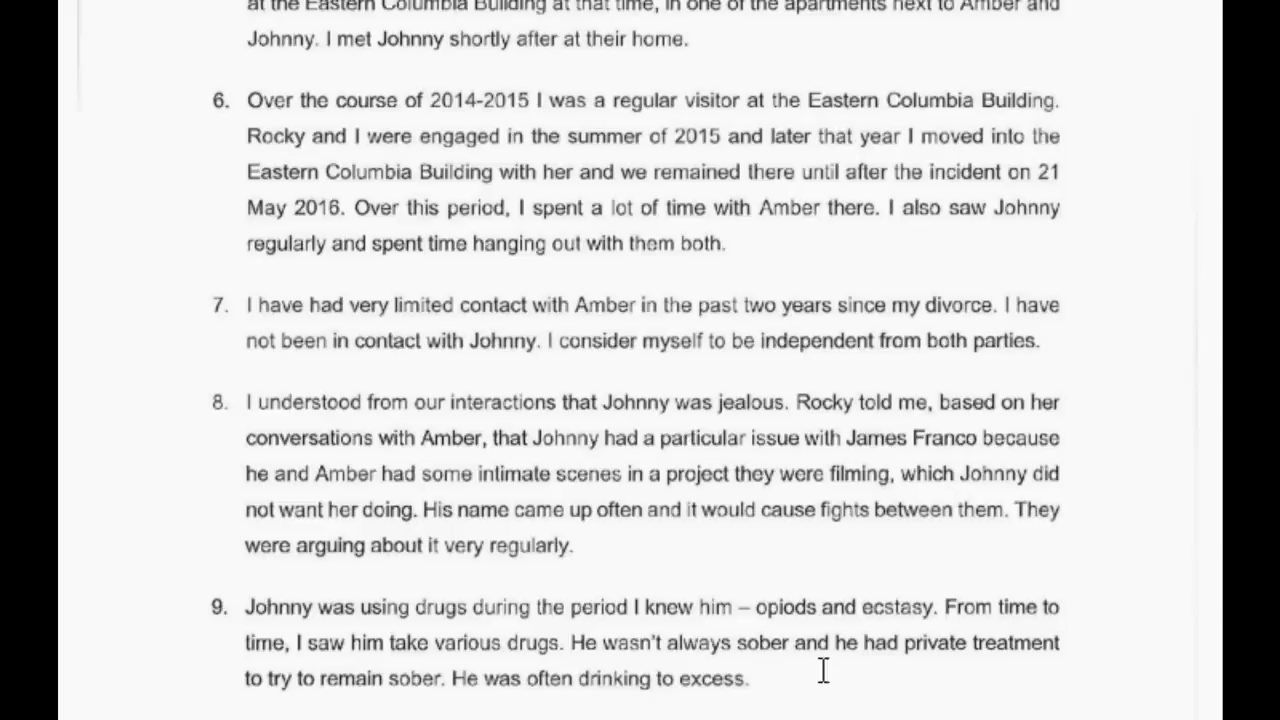 at the Eastern Columbia Building at that time, in one of the apartments next to Amber and
Johnny. I met Johnny shortly after at their home.
6. Over the course of 2014-2015 I was a regular visitor at the Eastern Columbia Building.
Rocky and I were engaged in the summer of 2015 and later that year I moved into the
Eastern Columbia Building with her and we remained there until after the incident on 21
May 2016. Over this period, I spent a lot of time with Amber there. I also saw Johnny
regularly and spent time hanging out with them both.
7. I have had very limited contact with Amber in the past two years since my divorce. I have
not been in contact with Johnny. I consider myself to be independent from both parties.
8. I understood from our interactions that Johnny was jealous. Rocky told me, based on her
conversations with Amber, that Johnny had a particular issue with James Franco because
he and Amber had some intimate scenes in a project they were filming, which Johnny did
not want her doing. His name came up often and it would cause fights between them. They
were arguing about it very regularly.
9. Johnny was using drugs during the period I knew him – opiods and ecstasy. From time to
time, I saw him take various drugs. He wasn't always sober and he had private treatment
to try to remain sober. He was often drinking to excess.